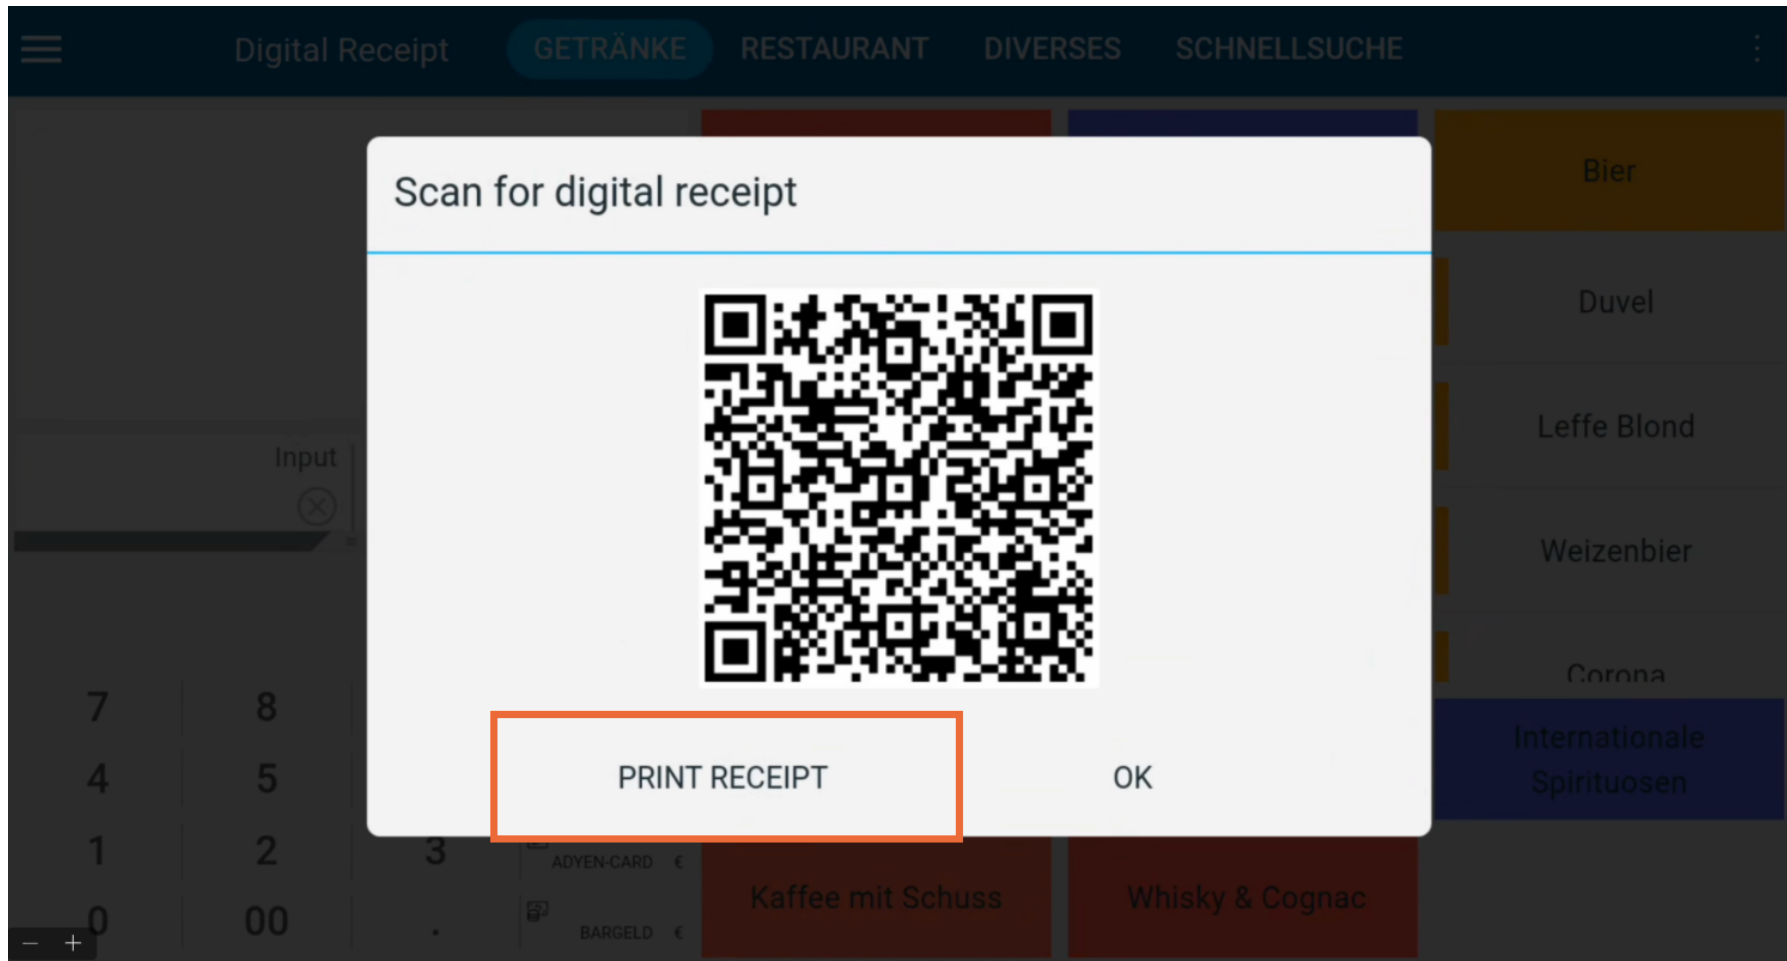 Digital Receipt
GETRÄNKE
RESTAURANT
DIVERSES
SCHNELLSUCHE
Scan for digital receipt
Bier
Duvel
Leffe Blond
Weizenbier
Corona
Internationale
Spirituosen
Input
PRINT RECEIPT
OK
7
8
4
5
1
2
3
ADYEN-CARD €
0
00
.
BARGELD €
Kaffee mit Schuss
Whisky & Cognac
− +